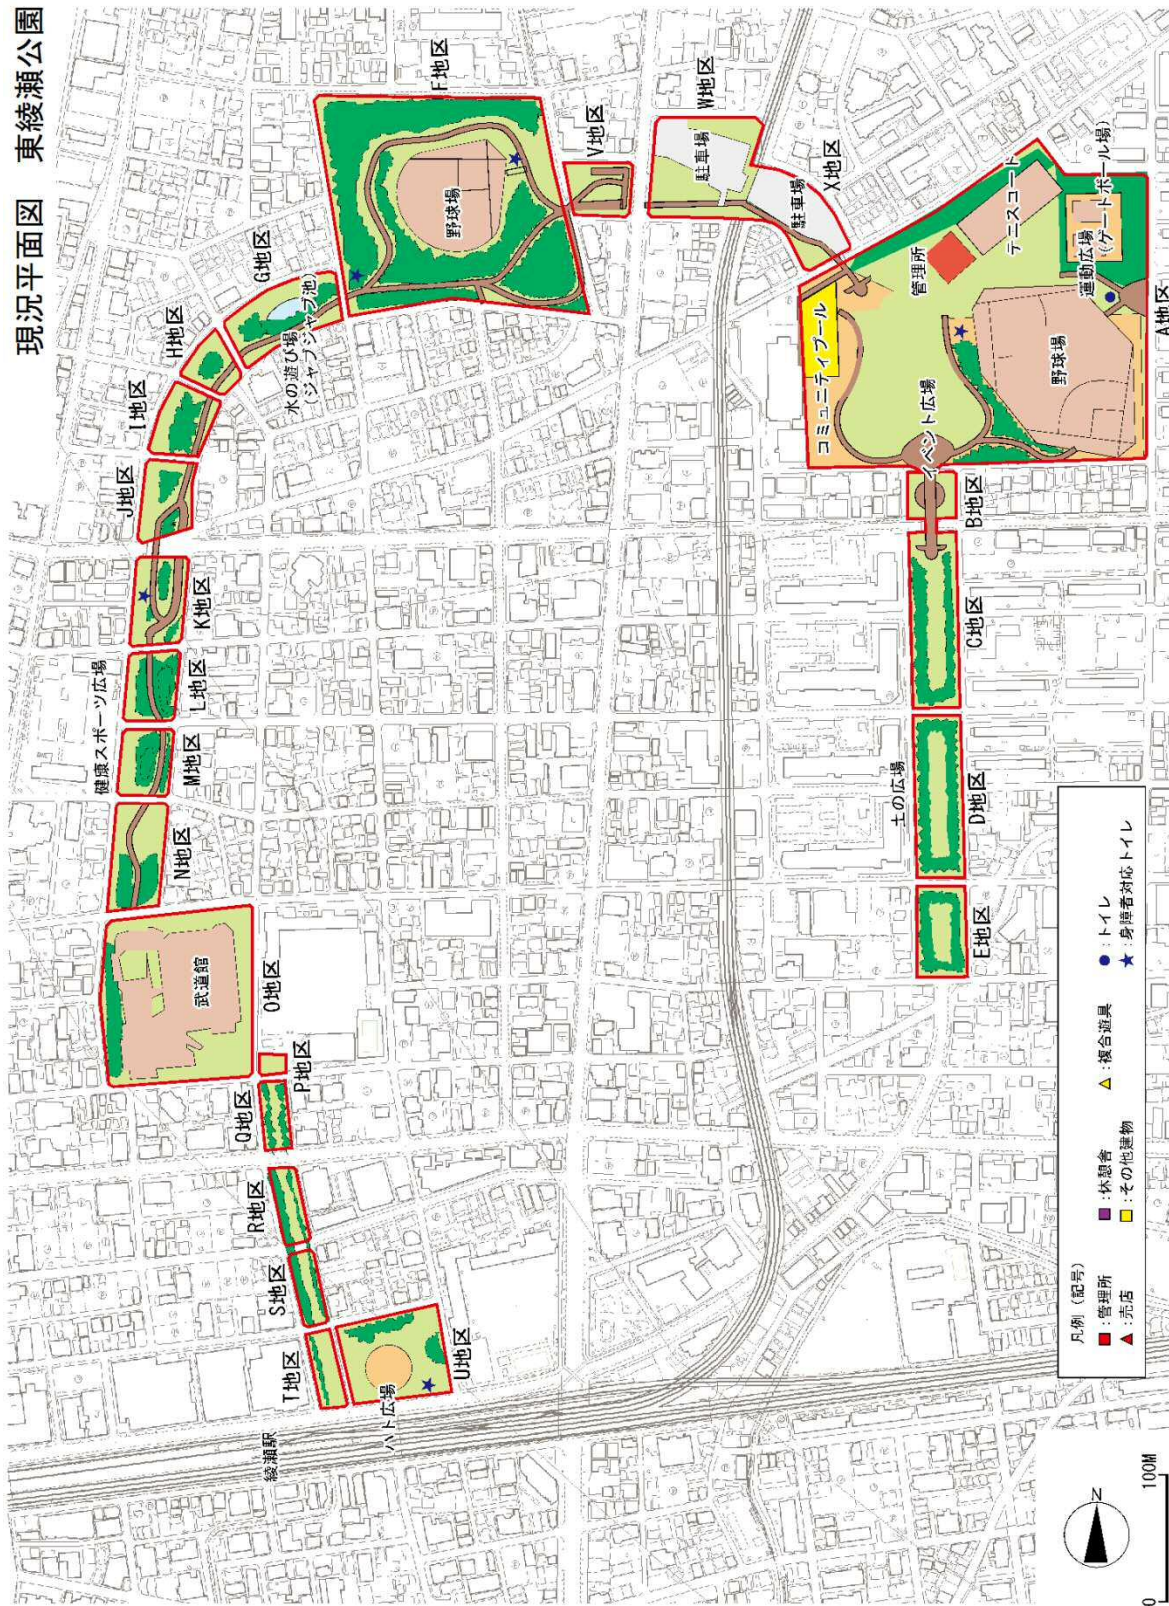 現況平面図　東綾瀬公園
F地区
野球場
V地区
W地区
駐車場
駐車場
X地区
G地区
水の遊び場
(ジャブジャブ池)
H地区
I地区
J地区
K地区
L地区
健康スポーツ広場
M地区
N地区
武道館
O地区
P地区
Q地区
R地区
S地区
T地区
U地区
ハト広場
綾瀬駅
コミュニティプール
管理所
テニスコート
運動広場
(ゲートボール場)
A地区
野球場
イベント広場
B地区
C地区
土の広場
D地区
E地区
凡例（記号）
:管理所
:休憩舎
:複合遊具
:トイレ
:売店
:その他建物
:身障者対応トイレ
N
0 100M